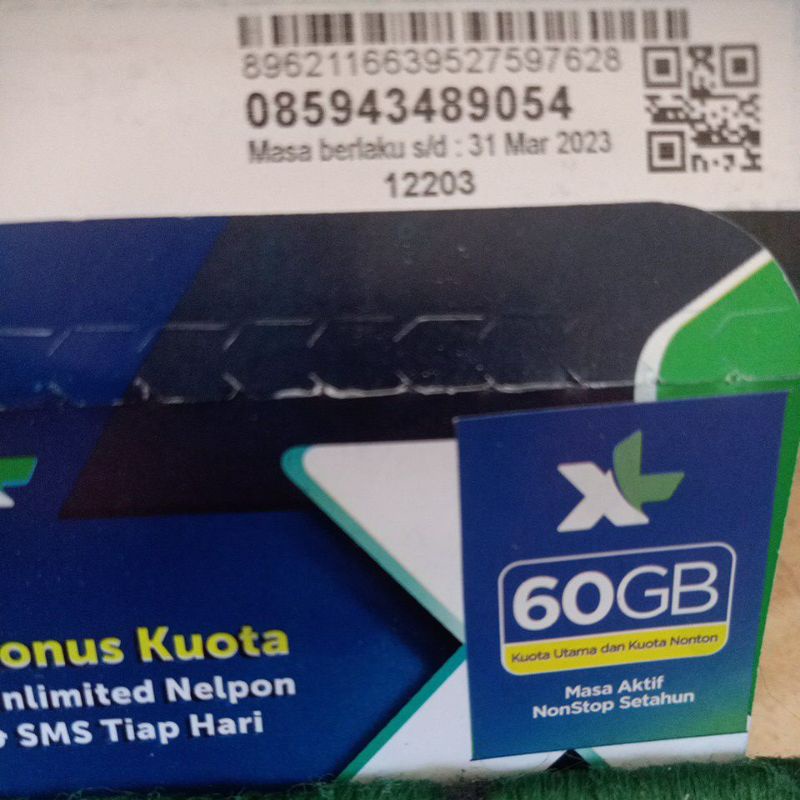 8962116639527597628
085943489054
Masa berlaku s/d : 31 Mar 2023
12203
XL
60GB
Kuota Utama dan Kuota Nonton
Masa Aktif
NonStop Setahun
onus Kuota
nlimited Nelpon
SMS Tiap Hari